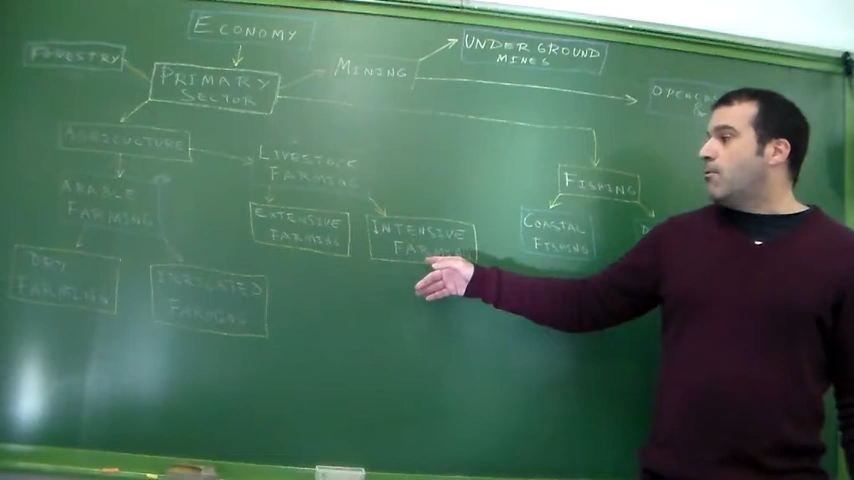 ECONOMY
FORESTRY
PRIMARY
SECTOR
MINING
UNDERGROUND
MINES
OPENCAST
AGRICULTURE
LIVESTOCK
FARMING
FISHING
ARABLE
FARMING
EXTENSIVE
FARMING
INTENSIVE
FARMING
COASTAL
FISHING
DRY
FARMING
IRRIGATED